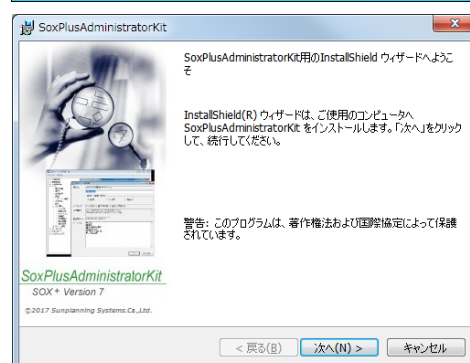 SoxPlusAdministratorKit
SoxPlusAdministratorKit用のInstallShield ウィザードへようこ
そ
InstallShield(R) ウィザードは、ご使用のコンピュータへ
SoxPlusAdministratorKit をインストールします。「次へ」をクリック
して、続行してください。
警告: このプログラムは、著作権法および国際協定によって保護
されています。
SoxPlusAdministratorKit
SOX+ Version 7
©2017 Sunplanning Systems.Co.,Ltd.
< 戻る(B)
次へ(N) >
キャンセル